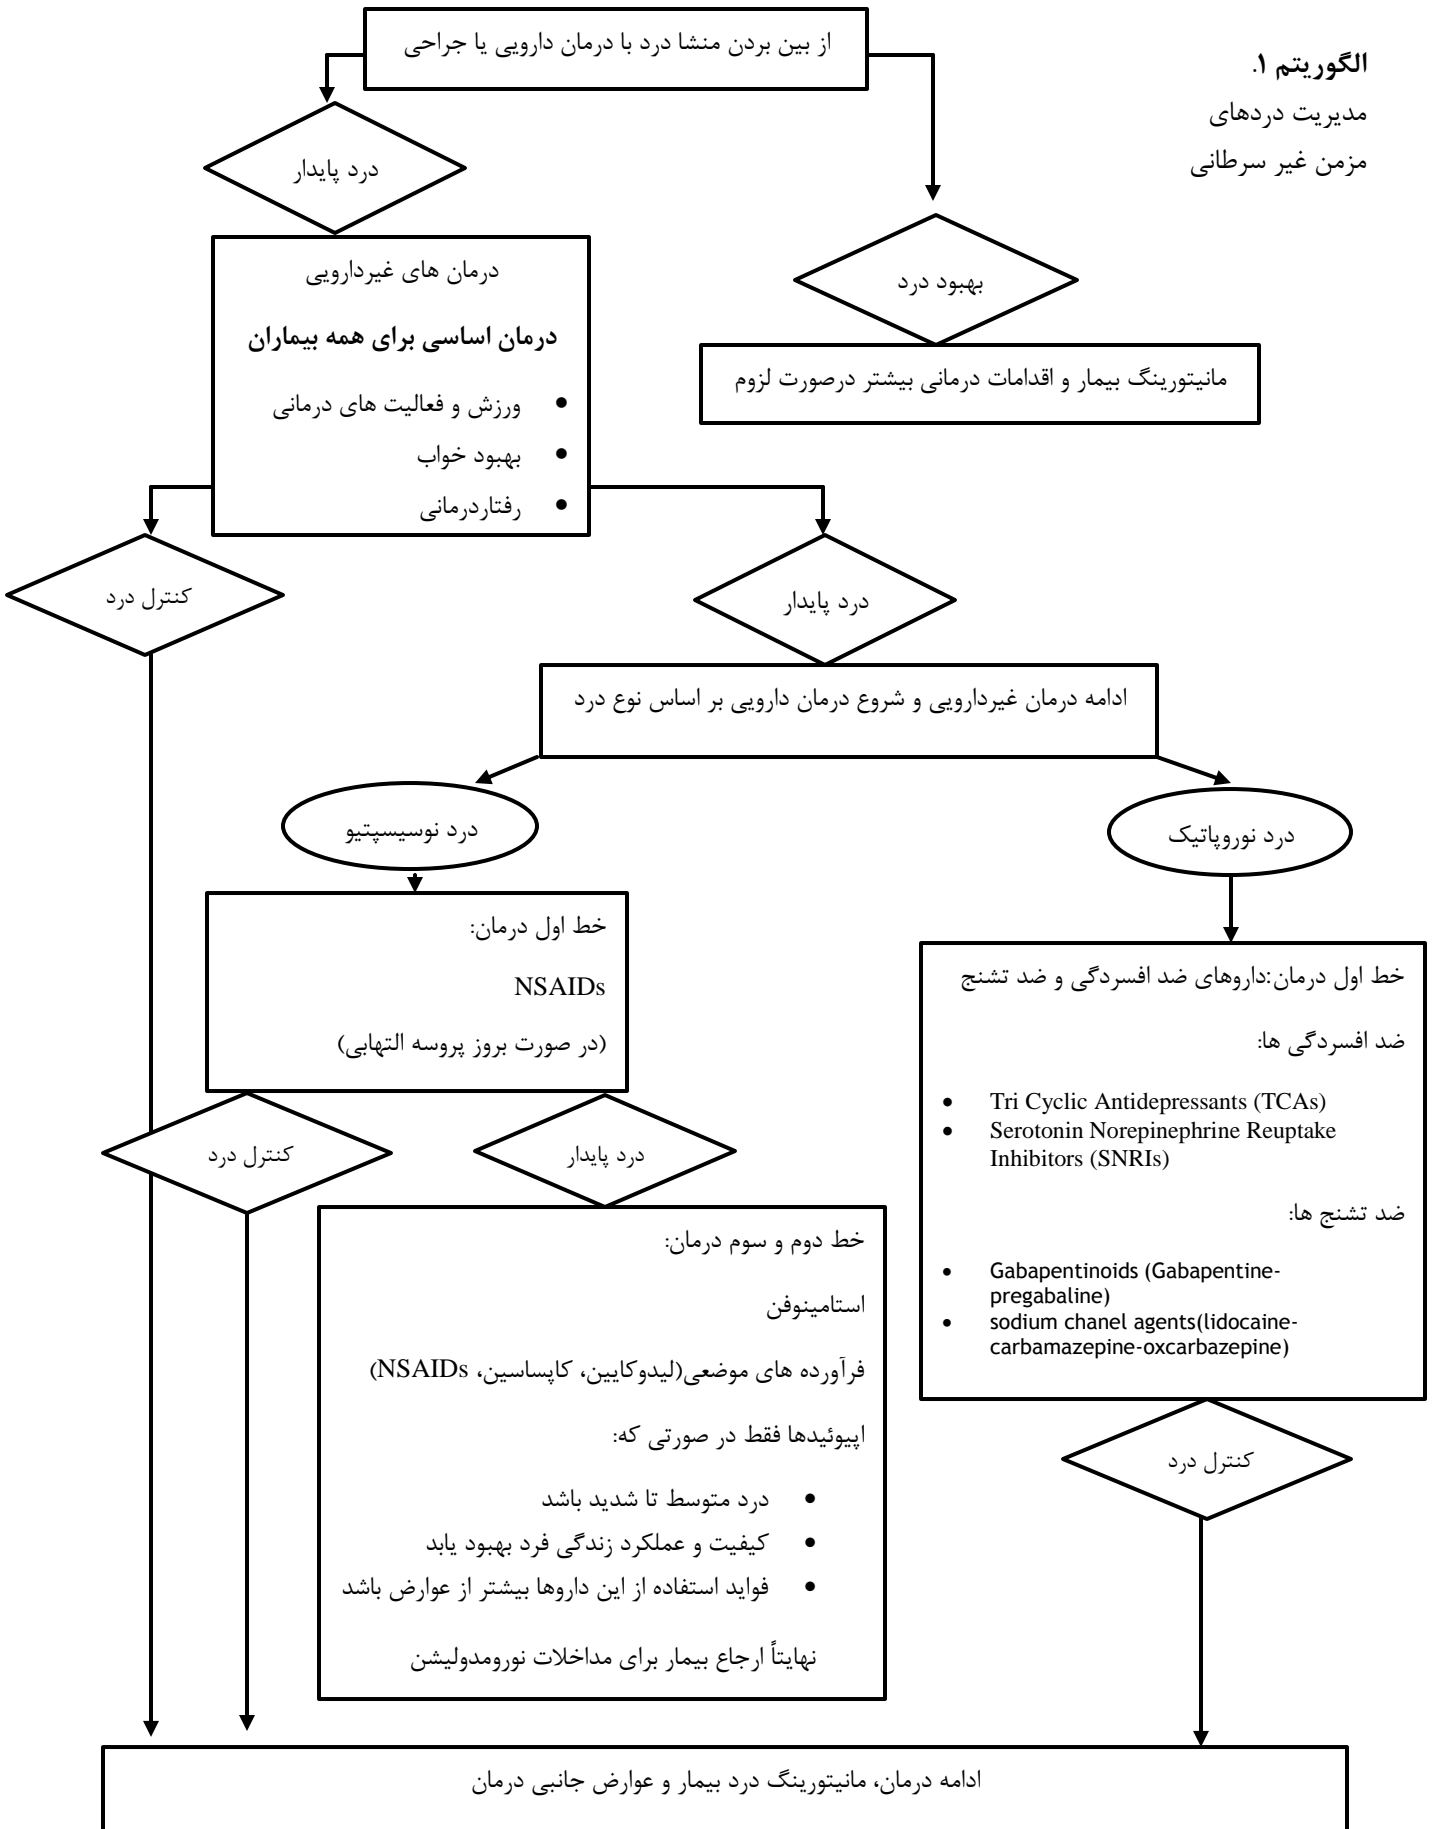 الگوریتم ۱.
مدیریت دردهای
مزمن غیر سرطانی
از بین بردن منشا درد با درمان دارویی یا جراحی
درد پایدار
بهبود درد
درمان های غیردارویی
درمان اساسی برای همه بیماران
• ورزش و فعالیت های درمانی
• بهبود خواب
• رفتاردرمانی
مانیتورینگ بیمار و اقدامات درمانی بیشتر درصورت لزوم
کنترل درد
درد پایدار
ادامه درمان غیردارویی و شروع درمان دارویی بر اساس نوع درد
درد نوسیسپتیو
درد نوروپاتیک
خط اول درمان:
NSAIDs
(در صورت بروز پروسه التهابی)
خط اول درمان:داروهای ضد افسردگی و ضد تشنج
ضد افسردگی ها:
• Tri Cyclic Antidepressants (TCAs)
• Serotonin Norepinephrine Reuptake
Inhibitors (SNRIs)
ضد تشنج ها:
• Gabapentinoids (Gabapentine-
pregabaline)
• sodium chanel agents(lidocaine-
carbamazepine-oxcarbazepine)
کنترل درد
درد پایدار
خط دوم و سوم درمان:
استامینوفن
فرآورده های موضعی(لیدوکایین، کاپساسین، NSAIDs)
اپیوئیدها فقط در صورتی که:
• درد متوسط تا شدید باشد
• کیفیت و عملکرد زندگی فرد بهبود یابد
• فواید استفاده از این داروها بیشتر از عوارض باشد
نهایتاً ارجاع بیمار برای مداخلات نورومدولیشن
کنترل درد
ادامه درمان، مانیتورینگ درد بیمار و عوارض جانبی درمان